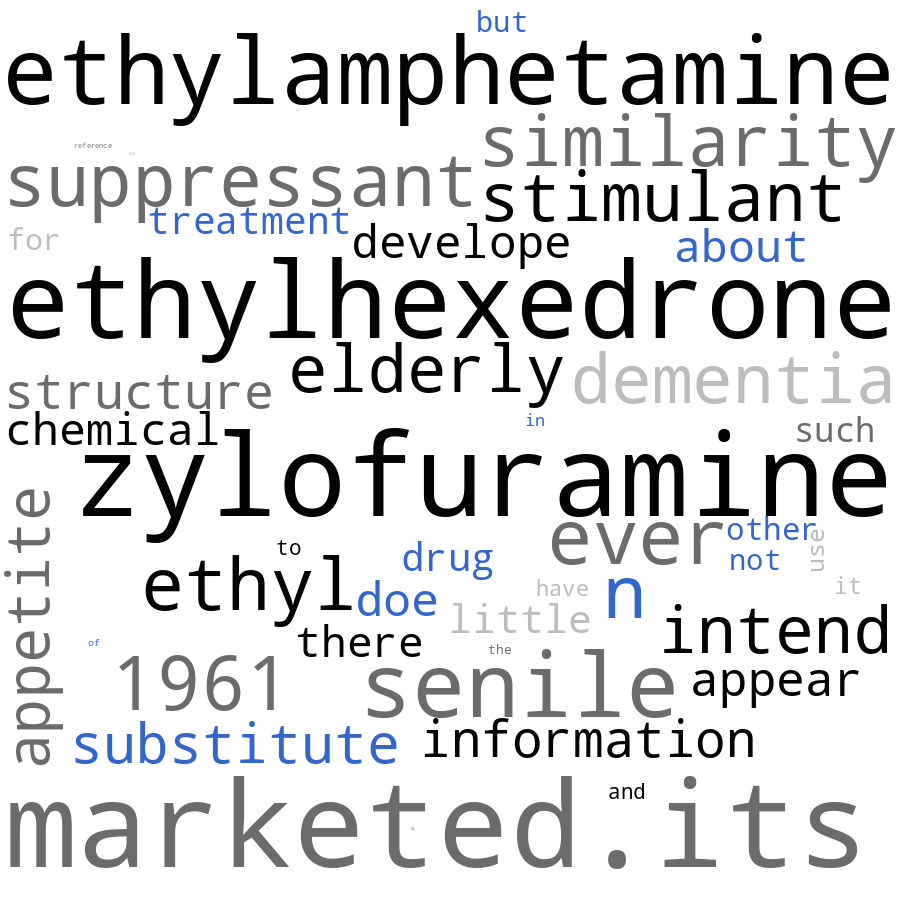 but
ethylamphetamine
similarity
reference
suppressant
stimulant
treatment
for
develope
about
ethylhexedrone
elderly
dementia
structure
chemical
in
such
zylofuramine
appetite
ever
other
use
to
drug
not
ethyl
doe
have
n
it
little
there
of
the
intend
1961
senile
appear
substitute
information
marketed.its
and